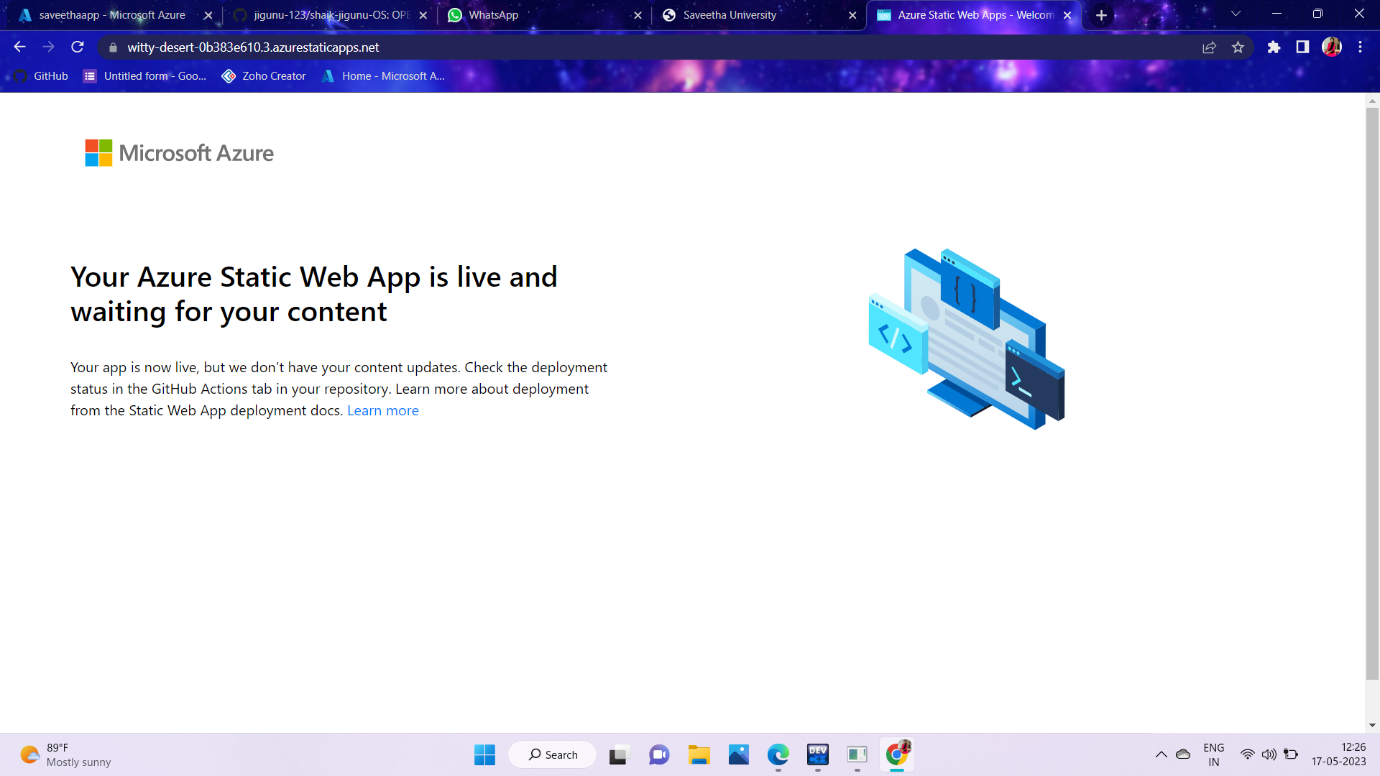 saveethaapp - Microsoft Azure
jigunu-123/shaik-jigunu-OS: OPE
WhatsApp
Saveetha University
Azure Static Web Apps - Welcom
witty-desert-0b383e610.3.azurestaticapps.net
GitHub
Untitled form - Goo...
Zoho Creator
Home - Microsoft A...
Microsoft Azure
Your Azure Static Web App is live and
waiting for your content
Your app is now live, but we don't have your content updates. Check the deployment
status in the GitHub Actions tab in your repository. Learn more about deployment
from the Static Web App deployment docs. Learn more
{ }
</>
>_
89°F
Mostly sunny
Search
DEV
ENG
IN
12:26
17-05-2023